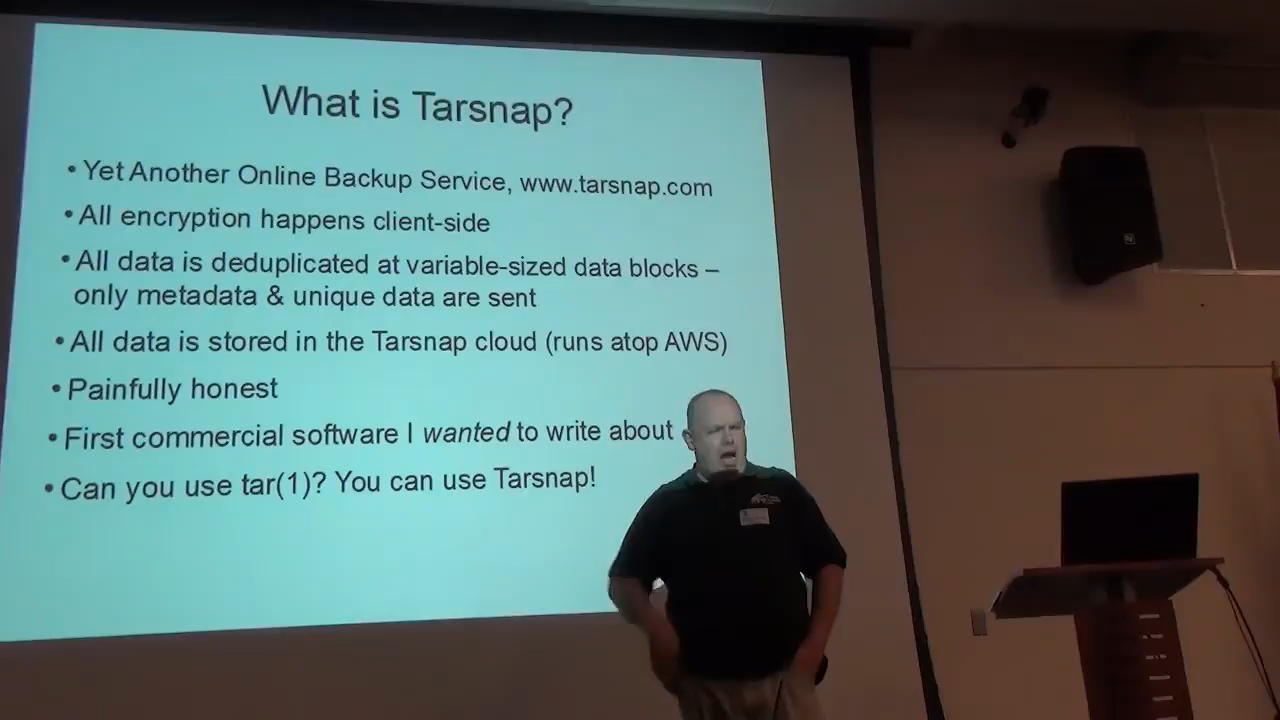 What is Tarsnap?
• Yet Another Online Backup Service, www.tarsnap.com
• All encryption happens client-side
• All data is deduplicated at variable-sized data blocks –
only metadata & unique data are sent
• All data is stored in the Tarsnap cloud (runs atop AWS)
• Painfully honest
• First commercial software I wanted to write about
• Can you use tar(1)? You can use Tarsnap!